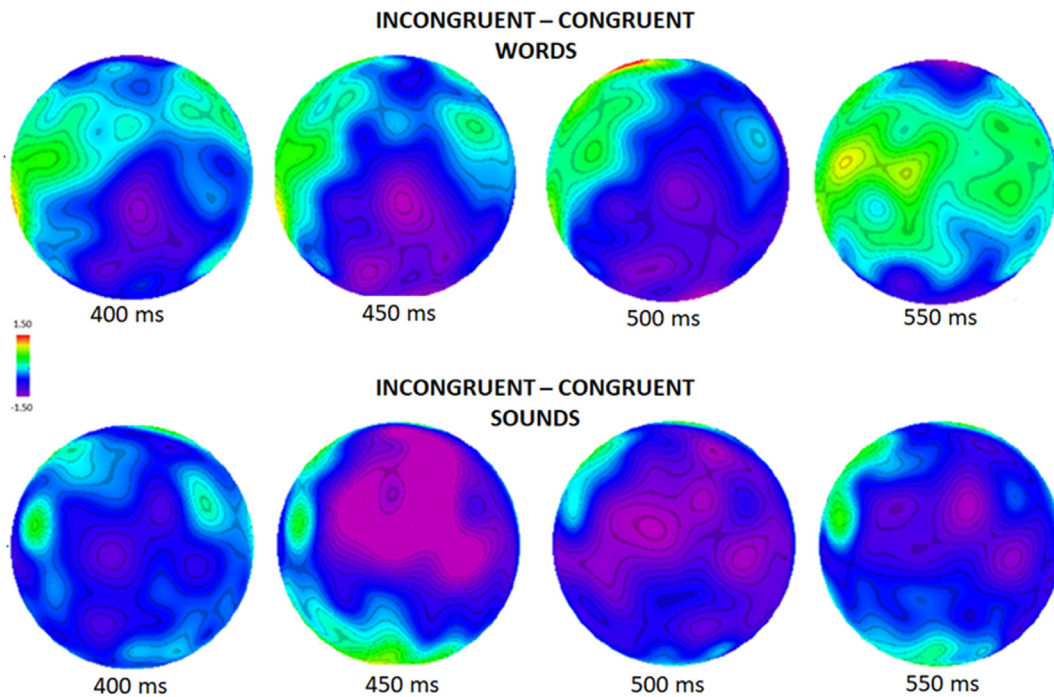 INCONGRUENT – CONGRUENT
WORDS
400 ms
450 ms
500 ms
550 ms
1.50
-1.50
INCONGRUENT – CONGRUENT
SOUNDS
400 ms
450 ms
500 ms
550 ms